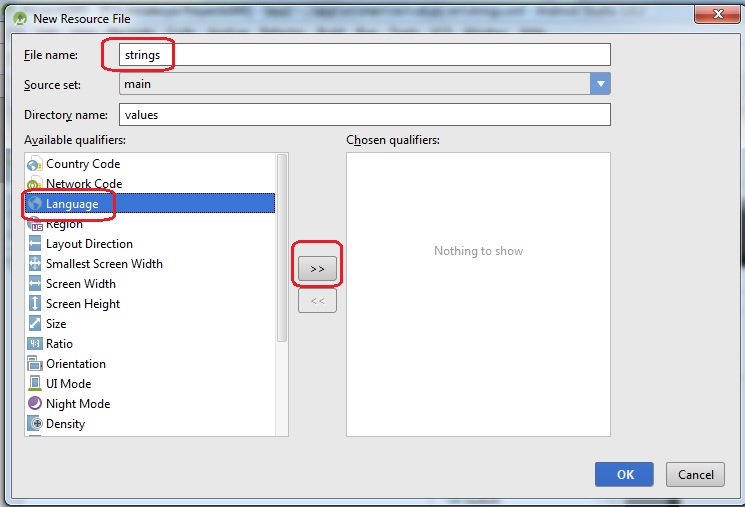 New Resource File
File name: strings
Source set: main
Directory name: values
Available qualifiers: Chosen qualifiers:
Country Code
Network Code
Language
Region
Layout Direction
Nothing to show
Smallest Screen Width
>>
Screen Width
Screen Height
<<
Size
Ratio
Orientation
UI Mode
Night Mode
Density
OK Cancel